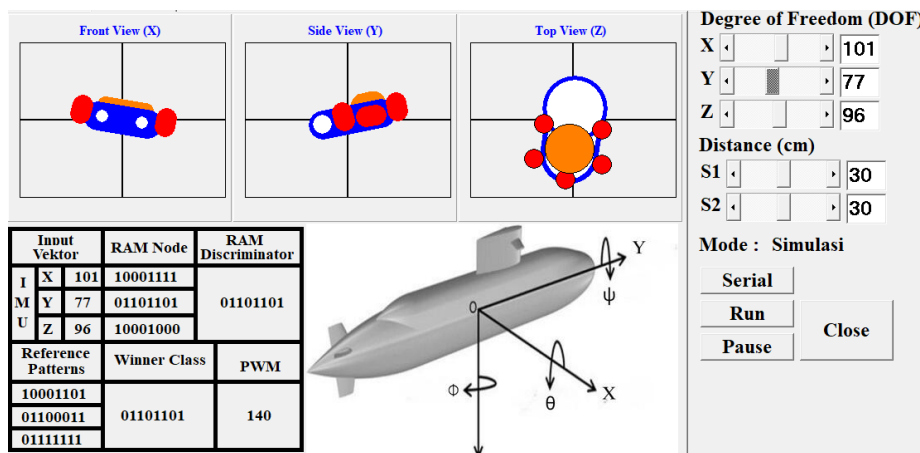 Front View (X)
Side View (Y)
Top View (Z)
Degree of Freedom (DOF)
X 101
Y 77
Z 96
Distance (cm)
S1 30
S2 30
Mode : Simulasi
Serial
Run
Pause
Close
Input Vektor
RAM Node
RAM Discriminator
I M U
X 101 10001111
Y 77 01101101
Z 96 10001000
01101101
Reference Patterns
Winner Class
PWM
10001101
01100011
01111111
01101101
140
Y
ψ
0
X
θ
Φ